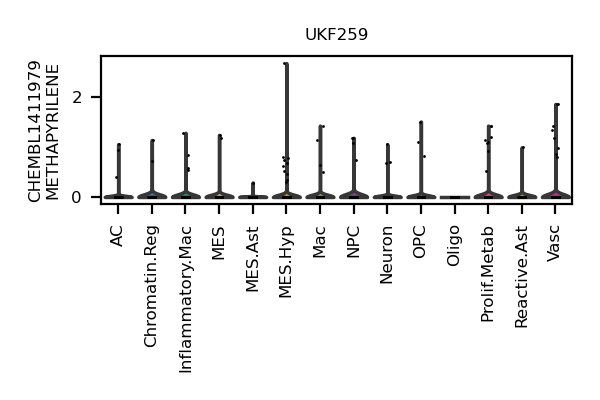 UKF259
CHEMBL1411979
METHAPYRILENE
2
0
AC
Chromatin.Reg
Inflammatory.Mac
MES
MES.Ast
MES.Hyp
Mac
NPC
Neuron
OPC
Oligo
Prolif.Metab
Reactive.Ast
Vasc